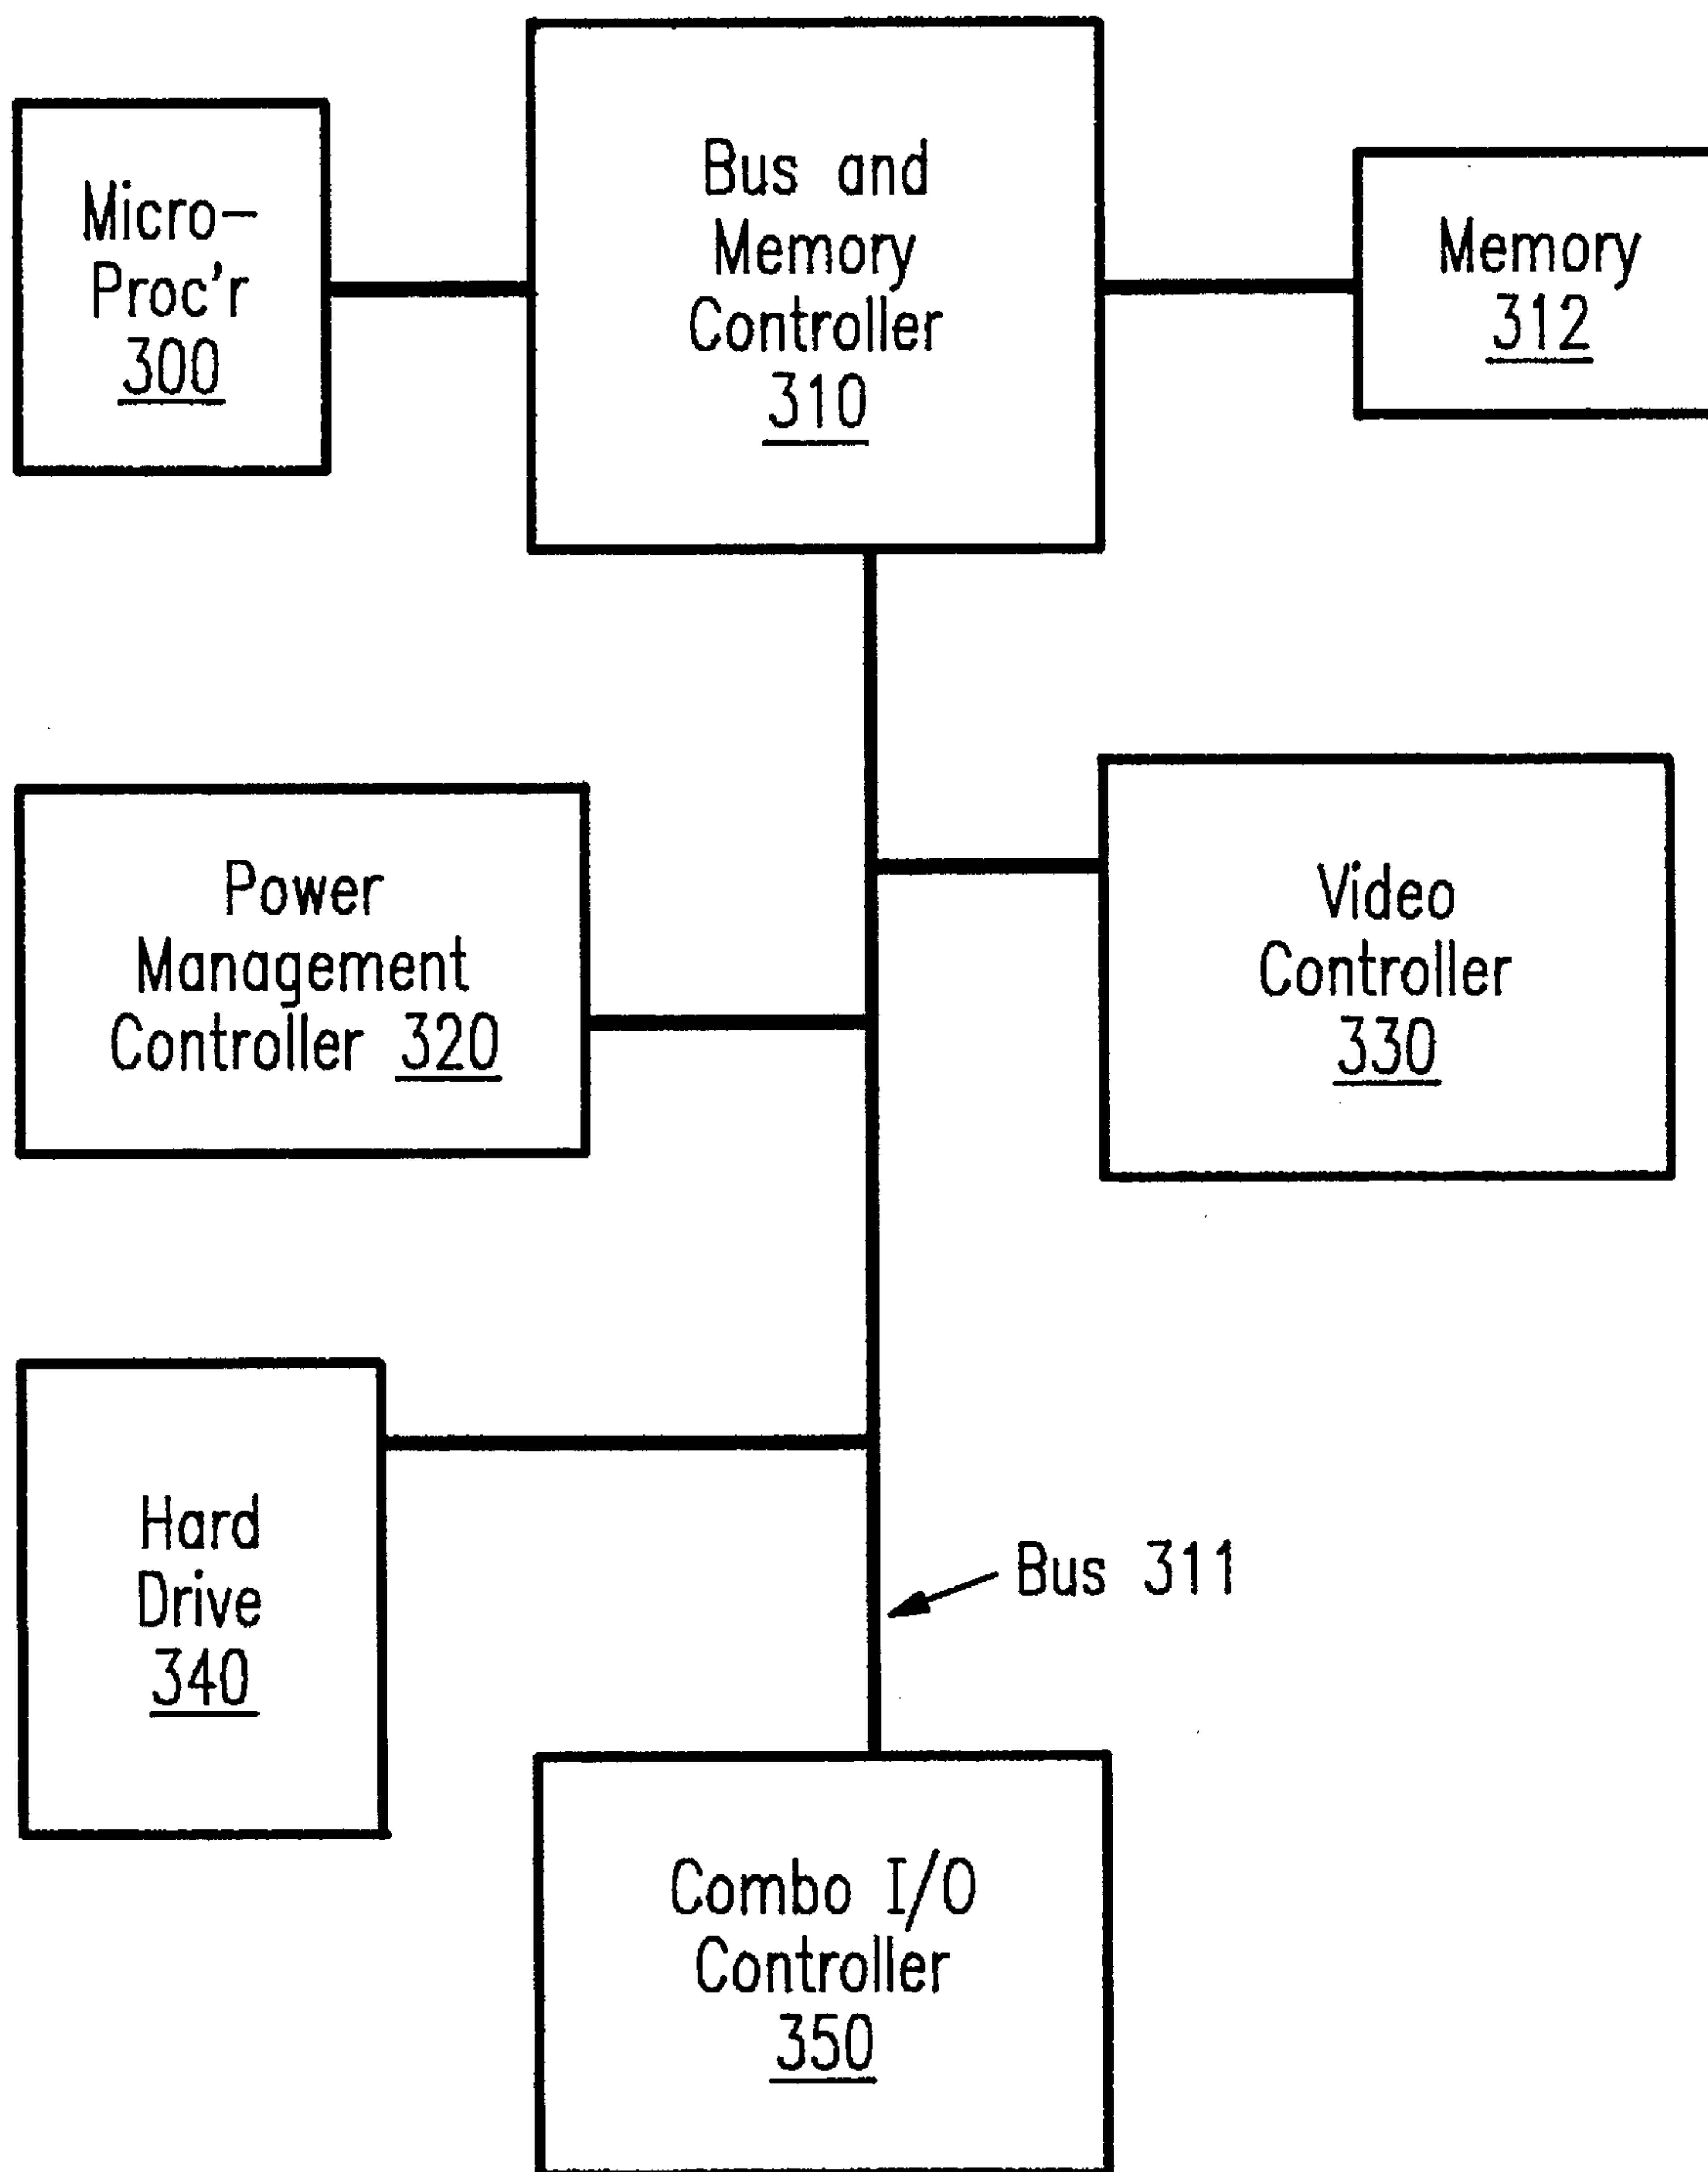 Micro-
Proc'r
300
Bus and
Memory
Controller
310
Memory
312
Power
Management
Controller 320
Video
Controller
330
Hard
Drive
340
Bus 311
Combo I/O
Controller
350